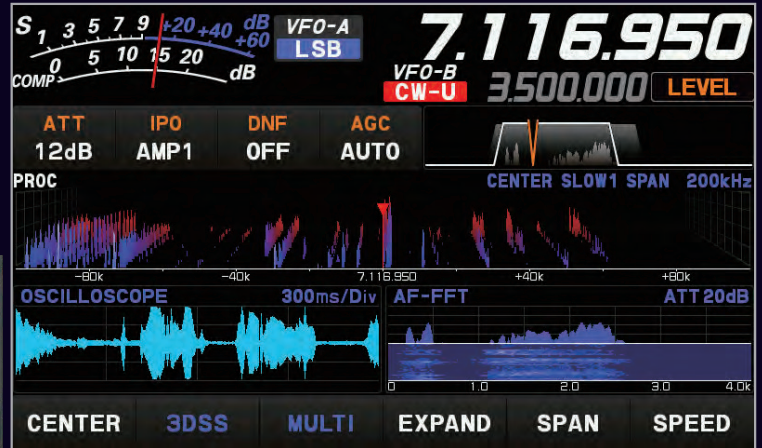 S 1 3 5 7 9 +20 +40 +60 dB
0 5 10 15 20 dB
COMP
VFO-A
LSB
7.116.950
VFO-B
CW-U
3.500.000
LEVEL
ATT IPO DNF AGC
12dB AMP1 OFF AUTO
PROC
CENTER SLOW1 SPAN 200kHz
-80k -40k 7.116.950 +40k +80k
OSCILLOSCOPE 300ms/Div
AF-FFT ATT 20dB
0 1.0 2.0 3.0 4.0k
CENTER 3DSS MULTI EXPAND SPAN SPEED